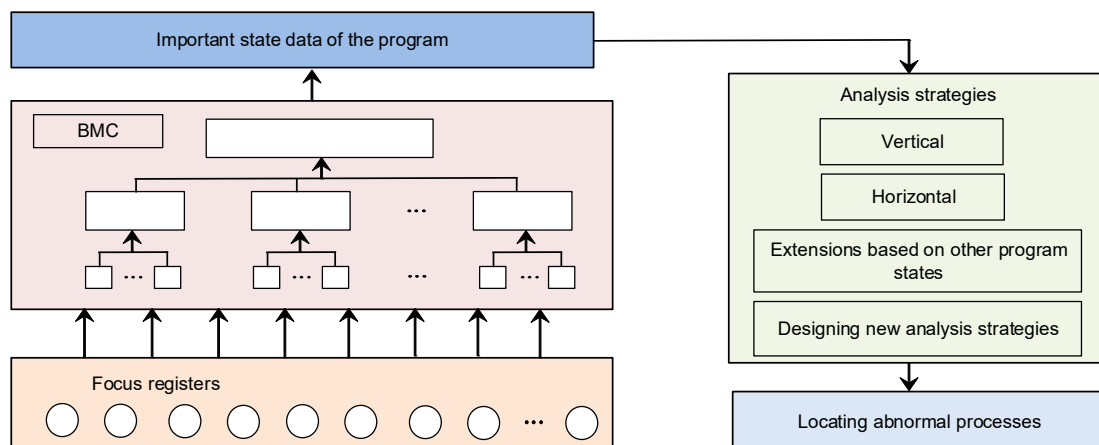 Important state data of the program
BMC
...
...
...
...
...
Focus registers
...
Analysis strategies
Vertical
Horizontal
Extensions based on other program
states
Designing new analysis strategies
Locating abnormal processes